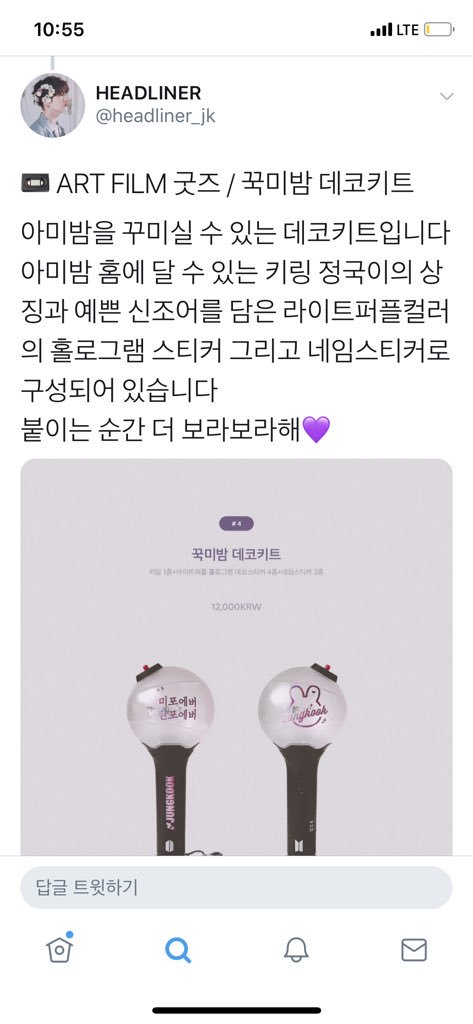 10:55
LTE
HEADLINER
@headliner_jk
ART FILM 굿즈 / 꾹미밤 데코키트
아미밤을 꾸미실 수 있는 데코키트입니다
아미밤 홈에 달 수 있는 키링 정국이의 상
징과 예쁜 신조어를 담은 라이트퍼플컬러
의 홀로그램 스티커 그리고 네임스티커로
구성되어 있습니다
붙이는 순간 더 보라보라해💜
#4
꾹미밤 데코키트
키링 1종+라이트퍼플 홀로그램 데코스티커 4종+네임스티커 3종
12,000KRW
미포에버
포에버
Jungkook
JUNGKOOK
답글 트윗하기